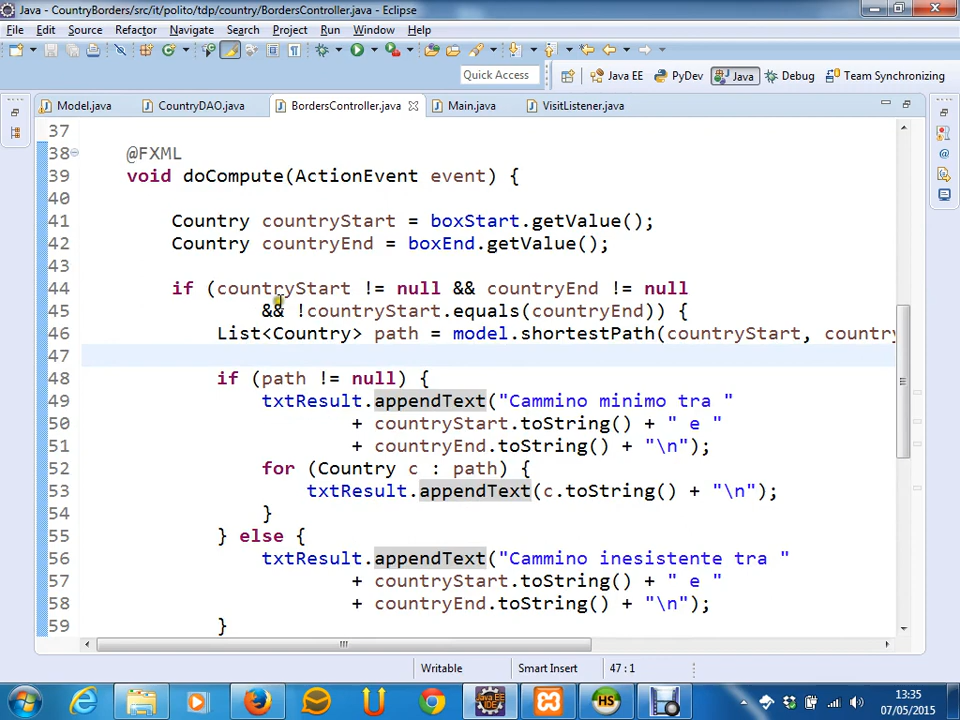 Java - CountryBorders/src/it/polito/tdp/country/BordersController.java - Eclipse
File Edit Source Refactor Navigate Search Project Run Window Help
Quick Access Java EE PyDev Java Debug Team Synchronizing
Model.java CountryDAO.java BordersController.java Main.java VisitListener.java
37
38 @FXML
39 void doCompute(ActionEvent event) {
40
41 Country countryStart = boxStart.getValue();
42 Country countryEnd = boxEnd.getValue();
43
44 if (countryStart != null && countryEnd != null
45 && !countryStart.equals(countryEnd)) {
46 List<Country> path = model.shortestPath(countryStart, country
47
48 if (path != null) {
49 txtResult.appendText("Cammino minimo tra "
50 + countryStart.toString() + " e "
51 + countryEnd.toString() + "\n");
52 for (Country c : path) {
53 txtResult.appendText(c.toString() + "\n");
54 }
55 } else {
56 txtResult.appendText("Cammino inesistente tra "
57 + countryStart.toString() + " e "
58 + countryEnd.toString() + "\n");
59 }
Writable Smart Insert 47 : 1
13:35
07/05/2015